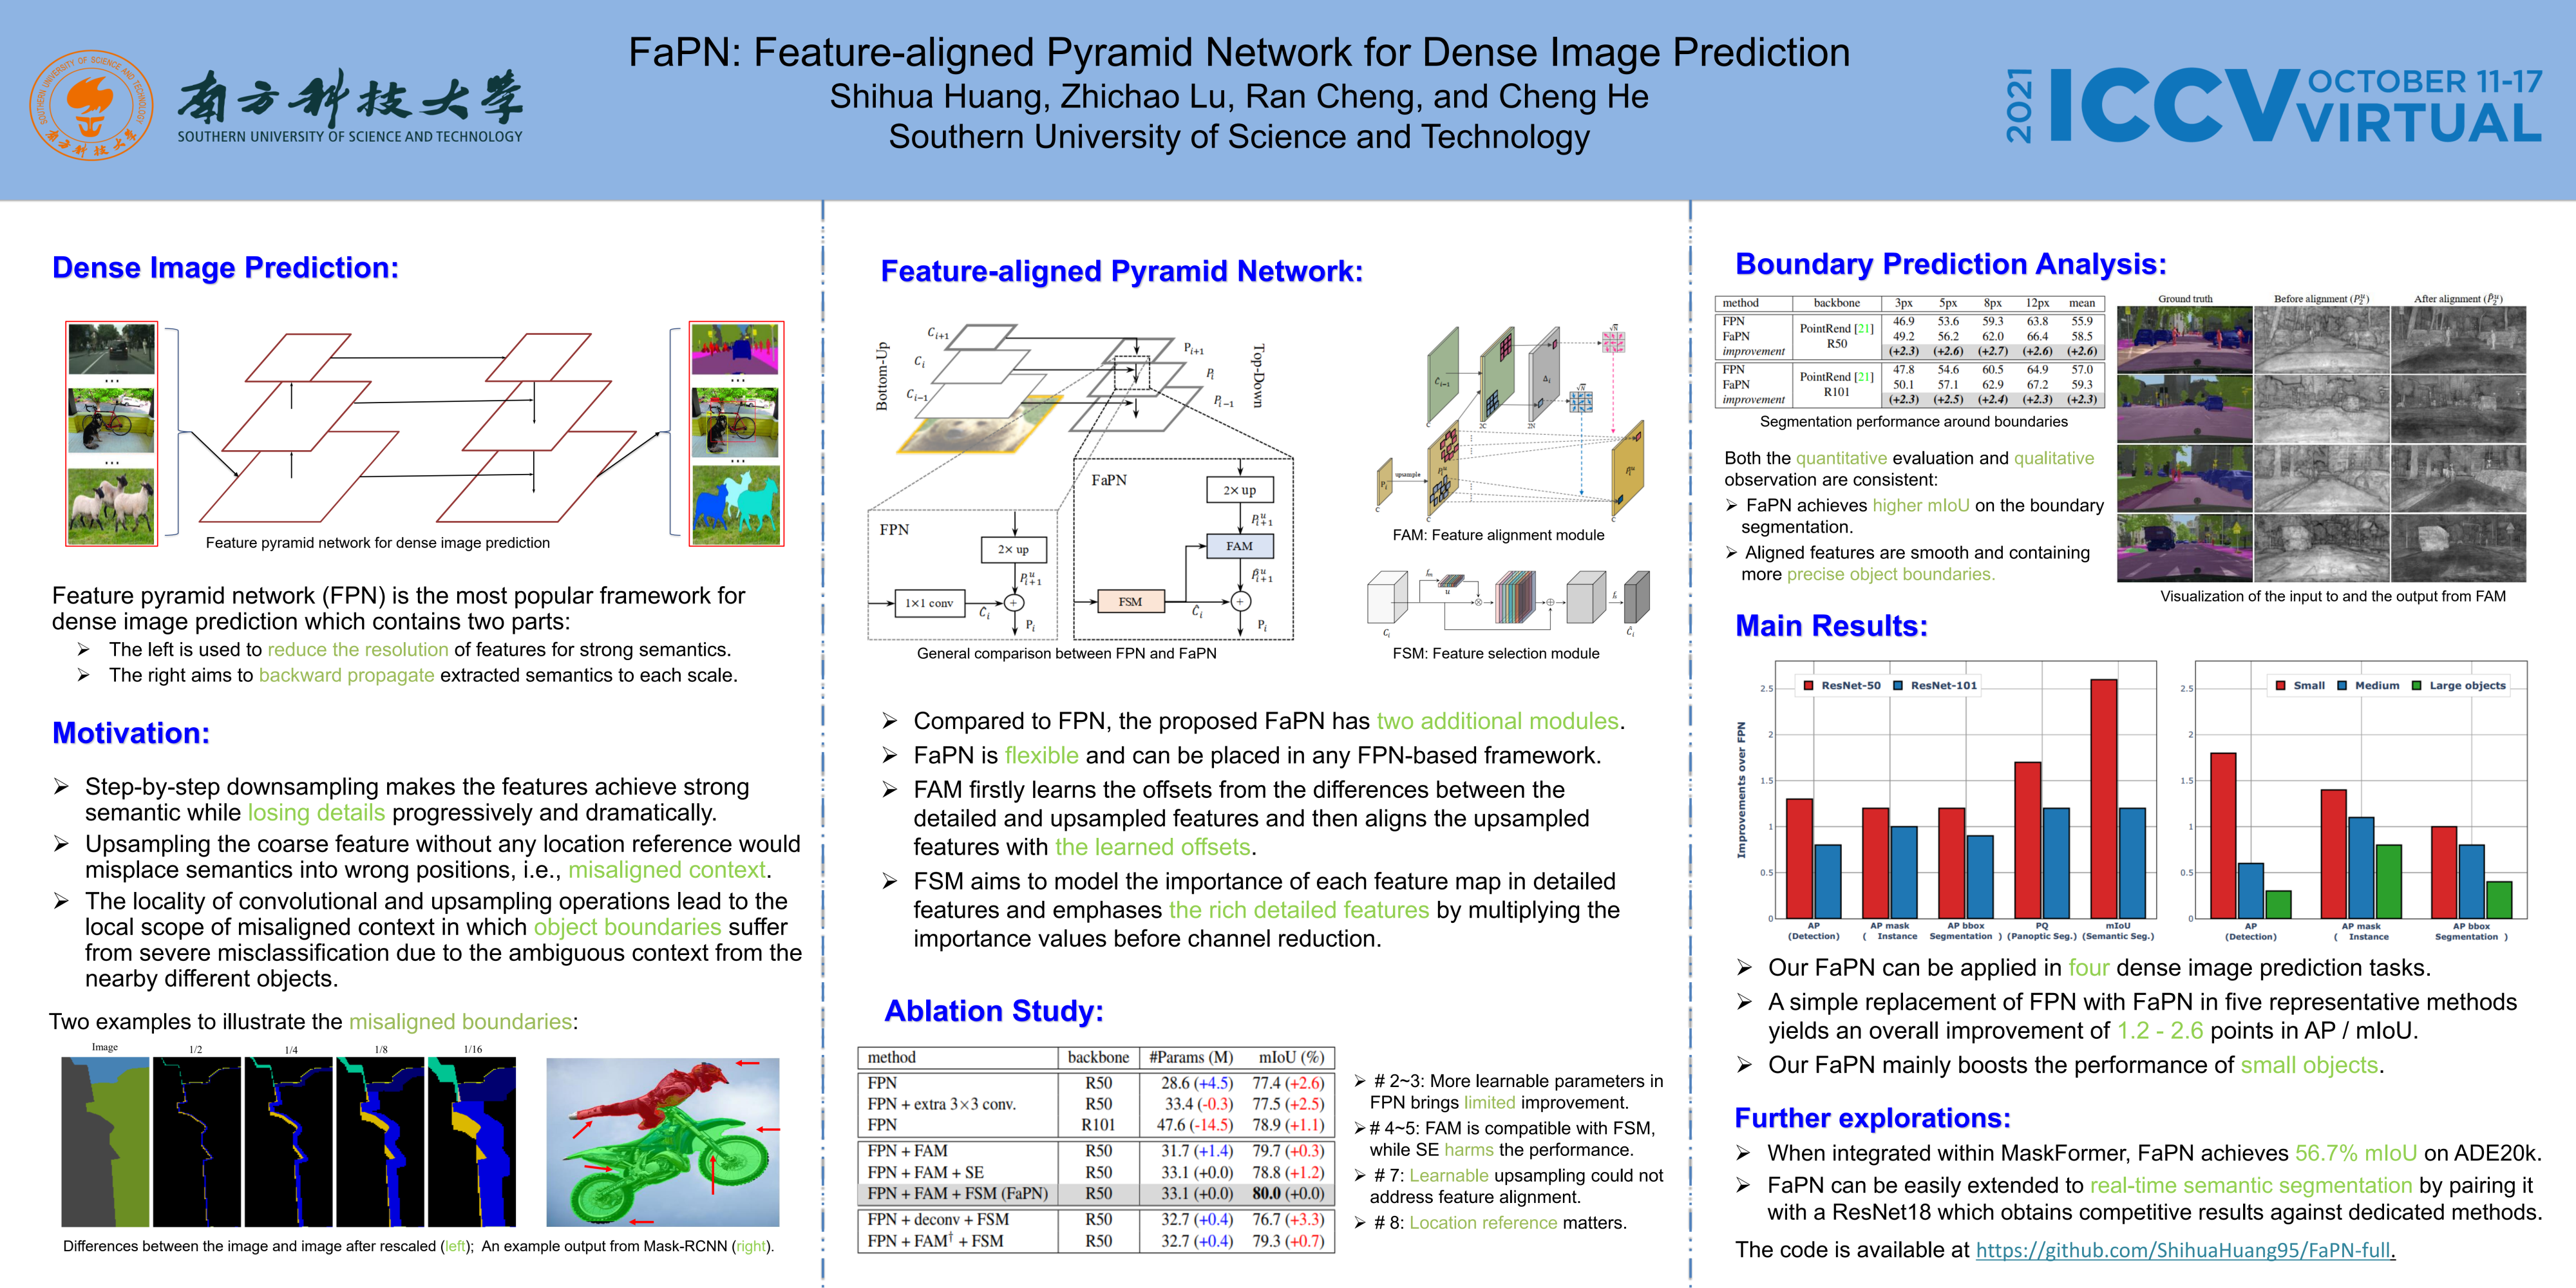 FaPN: Feature-aligned Pyramid Network for Dense Image Prediction
Shihua Huang, Zhichao Lu, Ran Cheng, and Cheng He
Southern University of Science and Technology
SOUTHERN UNIVERSITY OF SCIENCE AND TECHNOLOGY
南方科技大学
南方科技大学
SOUTHERN UNIVERSITY OF SCIENCE AND TECHNOLOGY
2021 ICCV OCTOBER 11-17
VIRTUAL
Dense Image Prediction:
...
...
...
...
Feature pyramid network for dense image prediction
Feature pyramid network (FPN) is the most popular framework for
dense image prediction which contains two parts:
➢ The left is used to reduce the resolution of features for strong semantics.
➢ The right aims to backward propagate extracted semantics to each scale.
Motivation:
➢ Step-by-step downsampling makes the features achieve strong
semantic while losing details progressively and dramatically.
➢ Upsampling the coarse feature without any location reference would
misplace semantics into wrong positions, i.e., misaligned context.
➢ The locality of convolutional and upsampling operations lead to the
local scope of misaligned context in which object boundaries suffer
from severe misclassification due to the ambiguous context from the
nearby different objects.
Two examples to illustrate the misaligned boundaries:
Image 1/2 1/4 1/8 1/16
Differences between the image and image after rescaled (left); An example output from Mask-RCNN (right).
Feature-aligned Pyramid Network:
Bottom-Up
C_{i+1}
C_i
C_{i-1}
P_{i+1}
P_i
P_{i-1}
Top-Down
FPN
2× up
P^u_{i+1}
1×1 conv
Ĉ_i
+
P_i
FaPN
2× up
P^u_{i+1}
FAM
P̂^u_{i+1}
FSM
Ĉ_i
+
P_i
General comparison between FPN and FaPN
Ĉ_{i-1}
Δ_i
√N
√N
C 2C 2N
P_i
upsample
P^u_i
P̂^u_i
C C C
FAM: Feature alignment module
C_i
f_m
u
f_s
Ĉ_i
FSM: Feature selection module
➢ Compared to FPN, the proposed FaPN has two additional modules.
➢ FaPN is flexible and can be placed in any FPN-based framework.
➢ FAM firstly learns the offsets from the differences between the
detailed and upsampled features and then aligns the upsampled
features with the learned offsets.
➢ FSM aims to model the importance of each feature map in detailed
features and emphases the rich detailed features by multiplying the
importance values before channel reduction.
Ablation Study:
method backbone #Params (M) mIoU (%)
FPN R50 28.6 (+4.5) 77.4 (+2.6)
FPN + extra 3×3 conv. R50 33.4 (-0.3) 77.5 (+2.5)
FPN R101 47.6 (-14.5) 78.9 (+1.1)
FPN + FAM R50 31.7 (+1.4) 79.7 (+0.3)
FPN + FAM + SE R50 33.1 (+0.0) 78.8 (+1.2)
FPN + FAM + FSM (FaPN) R50 33.1 (+0.0) 80.0 (+0.0)
FPN + deconv + FSM R50 32.7 (+0.4) 76.7 (+3.3)
FPN + FAM† + FSM R50 32.7 (+0.4) 79.3 (+0.7)
➢ # 2~3: More learnable parameters in
FPN brings limited improvement.
➢ # 4~5: FAM is compatible with FSM,
while SE harms the performance.
➢ # 7: Learnable upsampling could not
address feature alignment.
➢ # 8: Location reference matters.
Boundary Prediction Analysis:
method backbone 3px 5px 8px 12px mean
FPN 46.9 53.6 59.3 63.8 55.9
PointRend [21]
FaPN 49.2 56.2 62.0 66.4 58.5
R50
improvement (+2.3) (+2.6) (+2.7) (+2.6) (+2.6)
FPN 47.8 54.6 60.5 64.9 57.0
PointRend [21]
FaPN 50.1 57.1 62.9 67.2 59.3
R101
improvement (+2.3) (+2.5) (+2.4) (+2.3) (+2.3)
Segmentation performance around boundaries
Both the quantitative evaluation and qualitative
observation are consistent:
➢ FaPN achieves higher mIoU on the boundary
segmentation.
➢ Aligned features are smooth and containing
more precise object boundaries.
Ground truth Before alignment (P^u_2) After alignment (P̂^u_2)
Visualization of the input to and the output from FAM
Main Results:
Improvements over FPN
ResNet-50 ResNet-101
2.5
2
1.5
1
0.5
0
AP AP mask AP bbox PQ mIoU
(Detection) ( Instance Segmentation ) (Panoptic Seg.) (Semantic Seg.)
Small Medium Large objects
2.5
2
1.5
1
0.5
0
AP AP mask AP bbox
(Detection) ( Instance Segmentation )
➢ Our FaPN can be applied in four dense image prediction tasks.
➢ A simple replacement of FPN with FaPN in five representative methods
yields an overall improvement of 1.2 - 2.6 points in AP / mIoU.
➢ Our FaPN mainly boosts the performance of small objects.
Further explorations:
➢ When integrated within MaskFormer, FaPN achieves 56.7% mIoU on ADE20k.
➢ FaPN can be easily extended to real-time semantic segmentation by pairing it
with a ResNet18 which obtains competitive results against dedicated methods.
The code is available at https://github.com/ShihuaHuang95/FaPN-full.